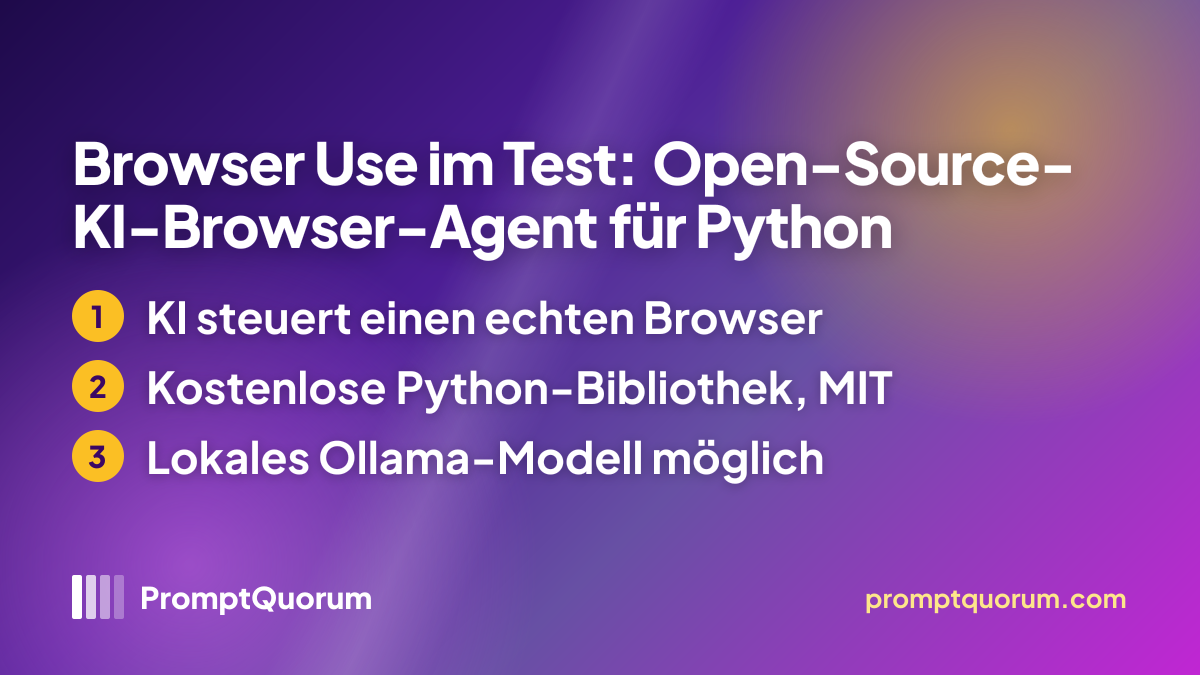 Browser Use im Test: Open-Source-
KI-Browser-Agent für Python
1 KI steuert einen echten Browser
2 Kostenlose Python-Bibliothek, MIT
3 Lokales Ollama-Modell möglich
PromptQuorum
promptquorum.com